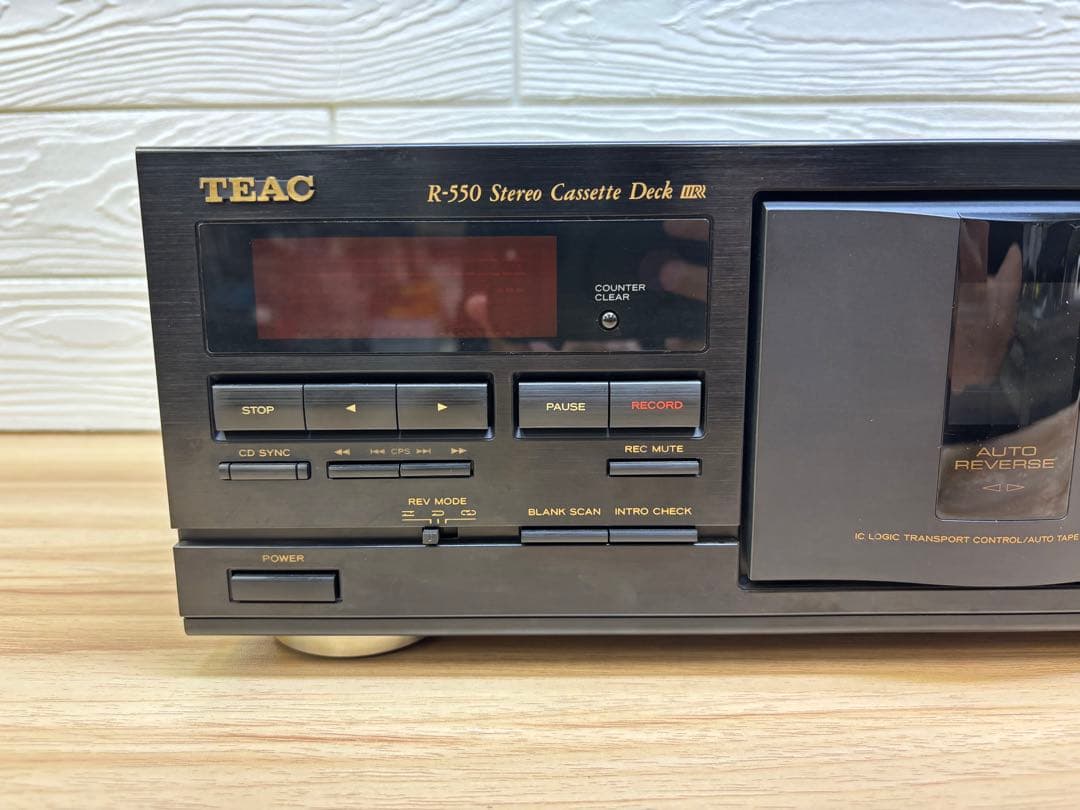 TEAC
R-550 Stereo Cassette Deck
COUNTER
CLEAR
STOP
PAUSE
RECORD
CD SYNC
CPS
REC MUTE
REV MODE
BLANK SCAN
INTRO CHECK
POWER
AUTO
REVERSE
IC LOGIC TRANSPORT CONTROL/AUTO TAPE